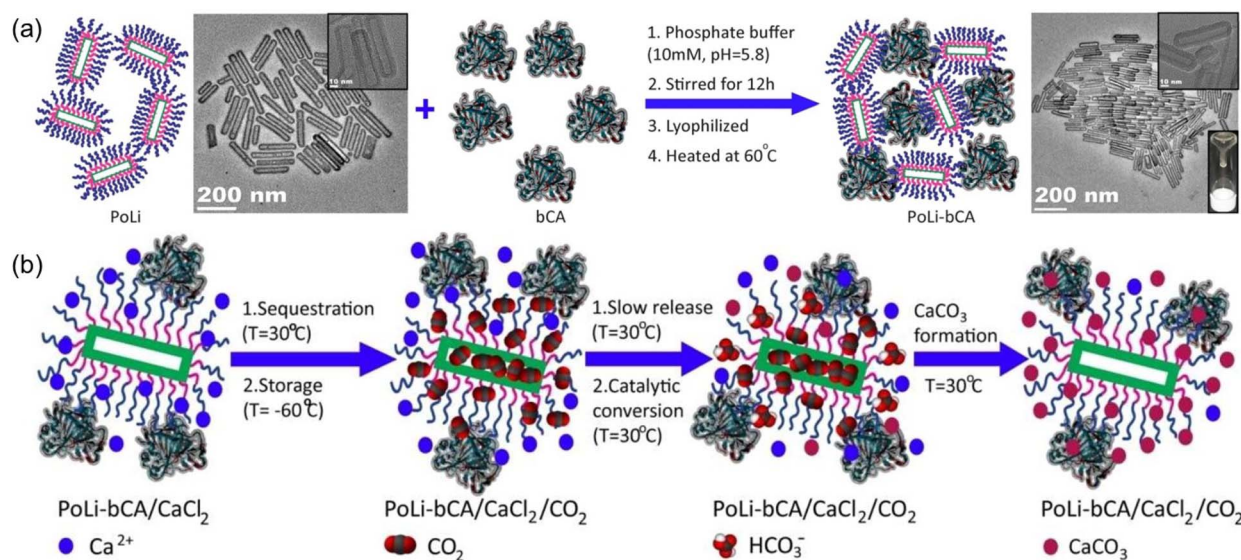 (a)
10 nm
200 nm
PoLi
+
bCA
1. Phosphate buffer
(10mM, pH=5.8)
2. Stirred for 12h
3. Lyophilized
4. Heated at 60°C
PoLi-bCA
10 nm
200 nm
(b)
1.Sequestration
(T=30°C)
2.Storage
(T= -60°C)
1.Slow release
(T=30°C)
2. Catalytic
conversion
(T=30°C)
CaCO₃
formation
T=30°C
PoLi-bCA/CaCl₂
PoLi-bCA/CaCl₂/CO₂
PoLi-bCA/CaCl₂/CO₂
PoLi-bCA/CaCl₂/CO₂
Ca²⁺
CO₂
HCO₃⁻
CaCO₃